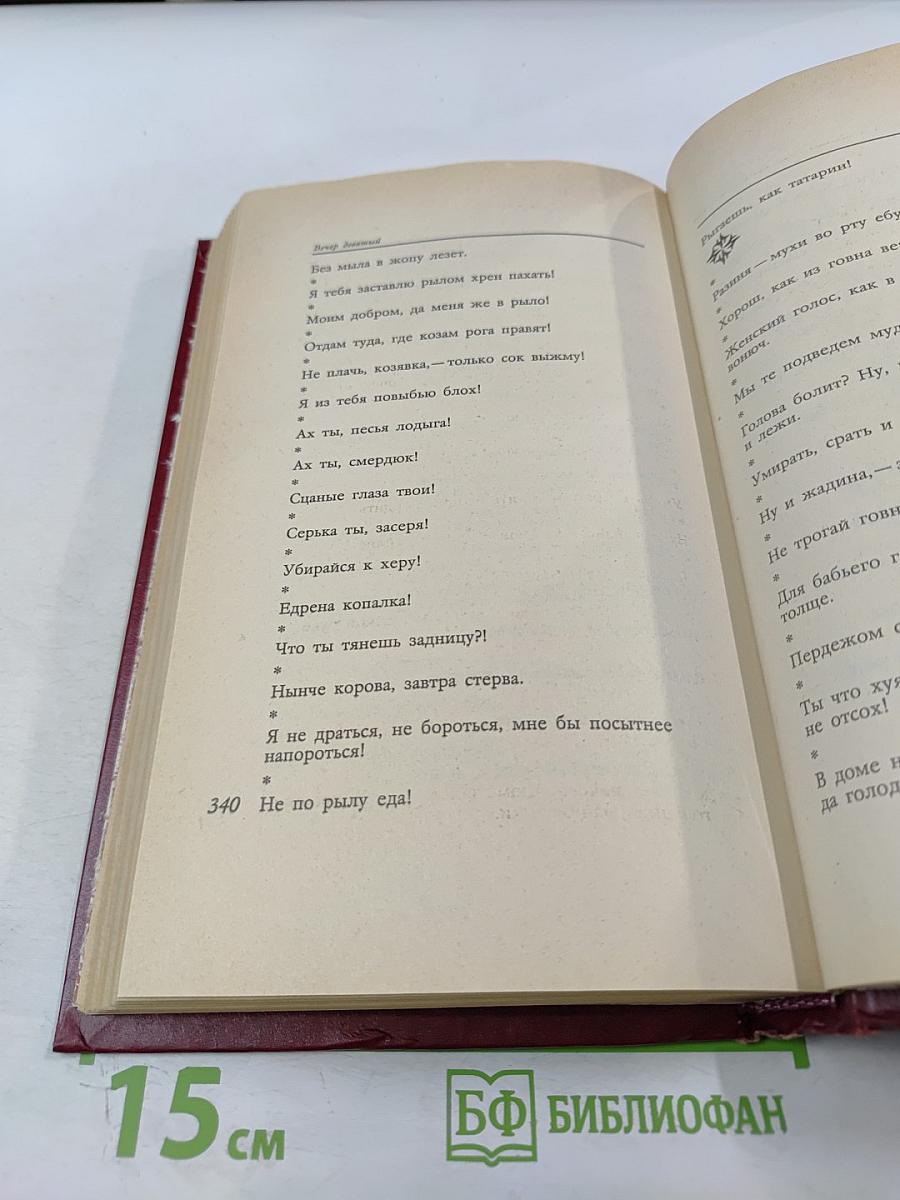 Вечер девятый
Без мыла в жопу лезет.
*
Я тебя заставлю рылом хрен пахать!
*
Моим добром, да меня же в рыло!
*
Отдам туда, где козам рога правят!
*
Не плачь, козявка,—только сок выжму!
*
Я из тебя повыбью блох!
*
Ах ты, песья лодыга!
*
Ах ты, смердюк!
*
Сцаные глаза твои!
*
Серька ты, засеря!
*
Убирайся к херу!
*
Едрена копалка!
*
Что ты тянешь задницу?!
*
Нынче корова, завтра стерва.
*
Я не драться, не бороться, мне бы посытнее
напороться!
*
340 Не по рылу еда!
Рыгаешь, как татарин!
*
Разиня—мухи во рту
*
Хорош, как из говна
*
Женский голос, как в
вонюч.
*
Мы те подведем
*
Голова болит? Ну,
и лежи.
*
Умирать, срать и
*
Ну и жадина,—
*
Не трогай
*
Для бабьего
толще.
*
Пердежом
*
Ты что
не отсох!
*
В доме
да
15 см
БФ БИБЛИОФАН